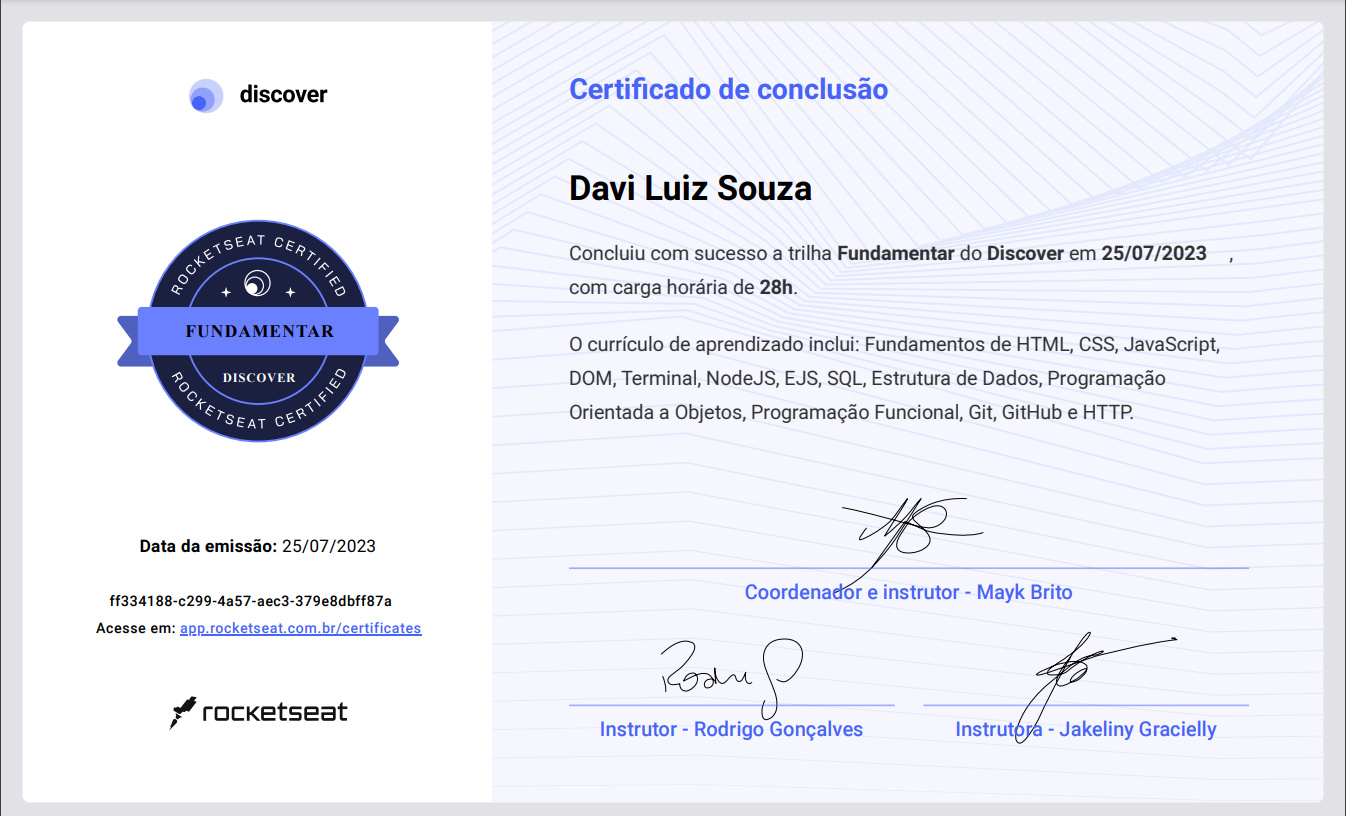 discover
ROCKETSEAT CERTIFIED
FUNDAMENTAR
DISCOVER
ROCKETSEAT CERTIFIED
Data da emissão: 25/07/2023
ff334188-c299-4a57-aec3-379e8dbff87a
Acesse em: app.rocketseat.com.br/certificates
rocketseat
Certificado de conclusão
Davi Luiz Souza
Concluiu com sucesso a trilha Fundamentar do Discover em 25/07/2023 ,
com carga horária de 28h.
O currículo de aprendizado inclui: Fundamentos de HTML, CSS, JavaScript,
DOM, Terminal, NodeJS, EJS, SQL, Estrutura de Dados, Programação
Orientada a Objetos, Programação Funcional, Git, GitHub e HTTP.
Coordenador e instrutor - Mayk Brito
Instrutor - Rodrigo Gonçalves
Instrutora - Jakeliny Gracielly